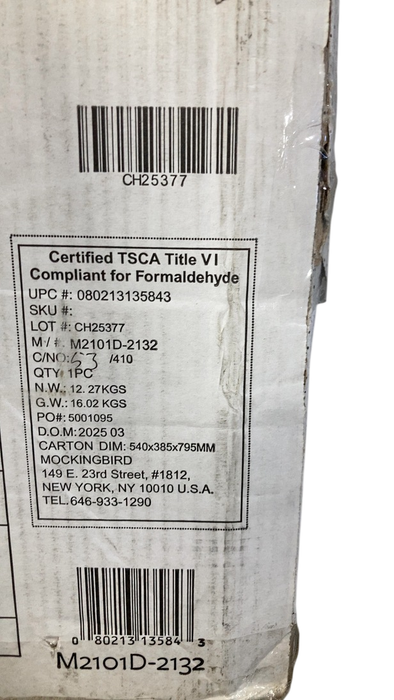 CH25377
Certified TSCA Title VI
Compliant for Formaldehyde
UPC #: 080213135843
SKU #:
LOT #: CH25377
M/#: M2101D-2132
C/NO: 53 /410
QTY: 1PC
N.W.: 12.27KGS
G.W.: 16.02 KGS
PO#: 5001095
D.O.M:2025 03
CARTON DIM: 540x385x795MM
MOCKINGBIRD
149 E. 23rd Street, #1812,
NEW YORK, NY 10010 U.S.A.
TEL.646-933-1290
0 80213 13584 3
M2101D-2132